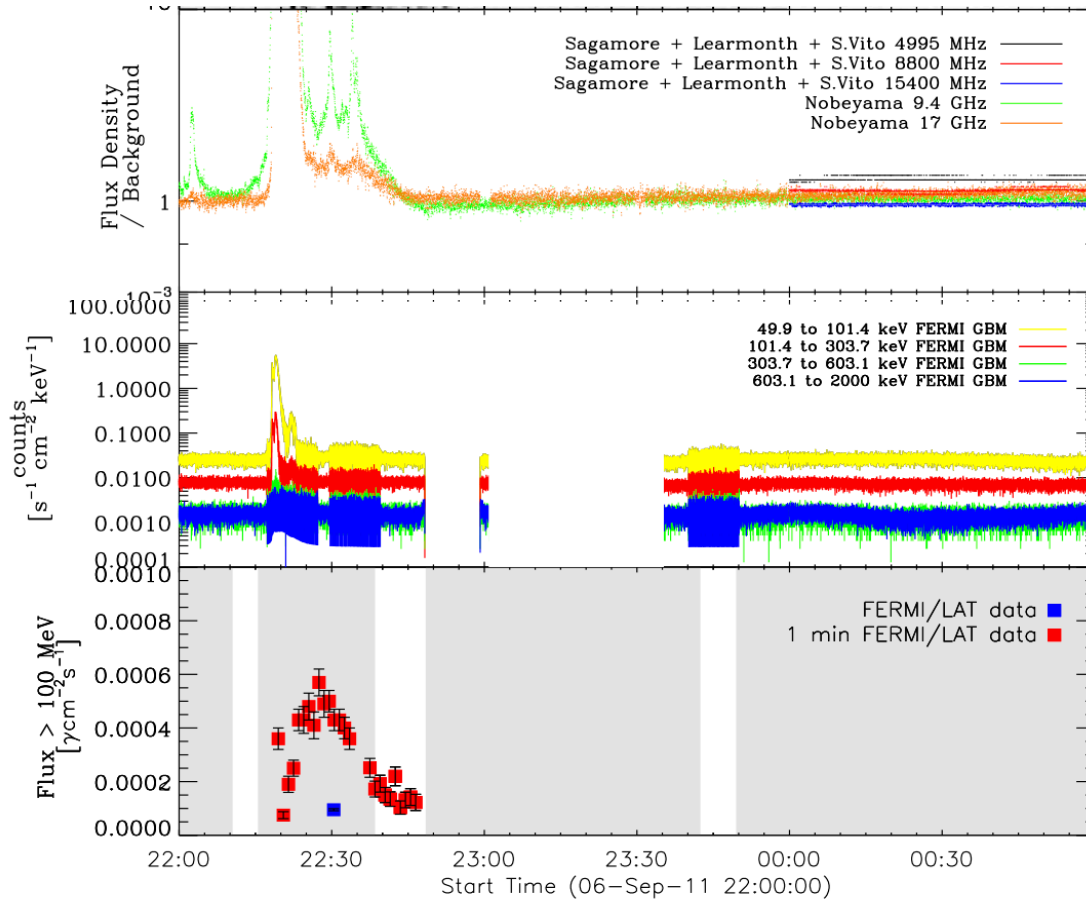 10
1
Flux Density
/ Background
Sagamore + Learmonth + S.Vito 4995 MHz
Sagamore + Learmonth + S.Vito 8800 MHz
Sagamore + Learmonth + S.Vito 15400 MHz
Nobeyama 9.4 GHz
Nobeyama 17 GHz
10⁻³
100.0000
10.0000
1.0000
0.1000
0.0100
0.0010
0.0001
counts
[s⁻¹ cm⁻² keV⁻¹]
49.9 to 101.4 keV FERMI GBM
101.4 to 303.7 keV FERMI GBM
303.7 to 603.1 keV FERMI GBM
603.1 to 2000 keV FERMI GBM
0.0010
0.0008
0.0006
0.0004
0.0002
0.0000
Flux > 100 MeV
[γcm⁻²s⁻¹]
FERMI/LAT data
1 min FERMI/LAT data
22:00
22:30
23:00
23:30
00:00
00:30
Start Time (06-Sep-11 22:00:00)